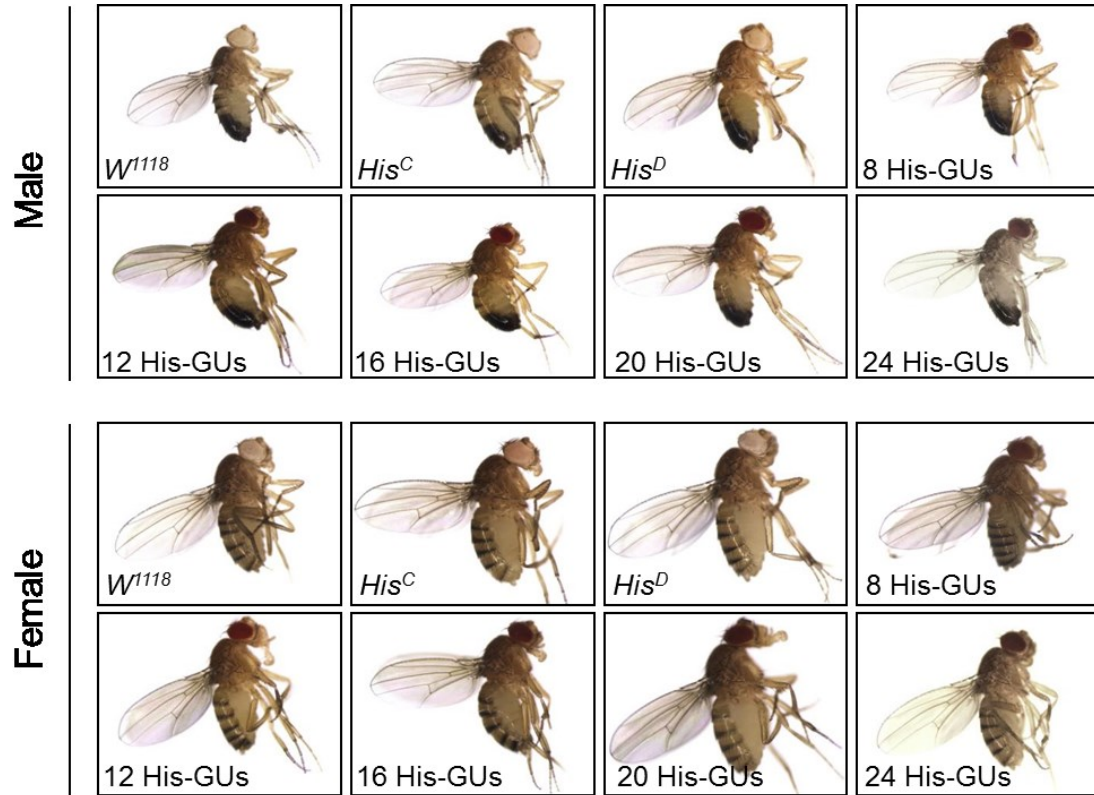 Male
W¹¹¹⁸
Hisᶜ
Hisᴰ
8 His-GUs
12 His-GUs
16 His-GUs
20 His-GUs
24 His-GUs
Female
W¹¹¹⁸
Hisᶜ
Hisᴰ
8 His-GUs
12 His-GUs
16 His-GUs
20 His-GUs
24 His-GUs